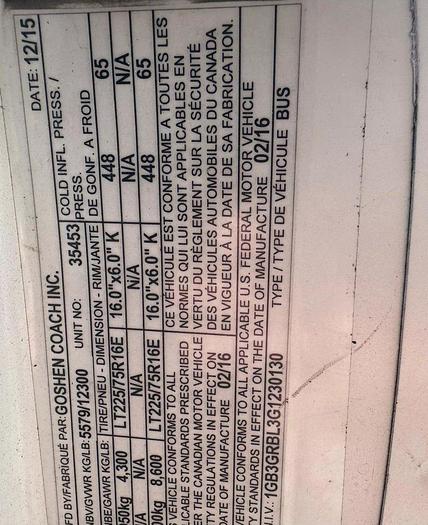 DATE: 12/15
FD BY/FABRIQUÉ PAR: GOSHEN COACH INC.
UNIT NO: 35453
COLD INFL. PRESS. /
PRESS.
DE GONF. A FROID
5579/12300
TIRE/PNEU - DIMENSION - RIM/JANTE
4,300 LT225/75R16E 16.0"x6.0" K 448 65
N/A N/A N/A
8,600 LT225/75R16E 16.0"x6.0" K 448 65
VEHICLE CONFORMS TO ALL
STANDARDS PRESCRIBED
THE CANADIAN MOTOR VEHICLE
REGULATIONS IN EFFECT ON
DATE OF MANUFACTURE 02/16
CE VÉHICULE EST CONFORME A TOUTES LES
NORMES QUI LUI SONT APPLICABLES EN
VERTU DU RÈGLEMENT SUR LA SÉCURITÉ
DES VÉHICULES AUTOMOBILES DU CANADA
EN VIGUEUR À LA DATE DE SA FABRICATION.
VEHICLE CONFORMS TO ALL APPLICABLE U.S. FEDERAL MOTOR VEHICLE
STANDARDS IN EFFECT ON THE DATE OF MANUFACTURE 02/16
1GB3GRBL3G1230130 TYPE / TYPE DE VÉHICULE BUS